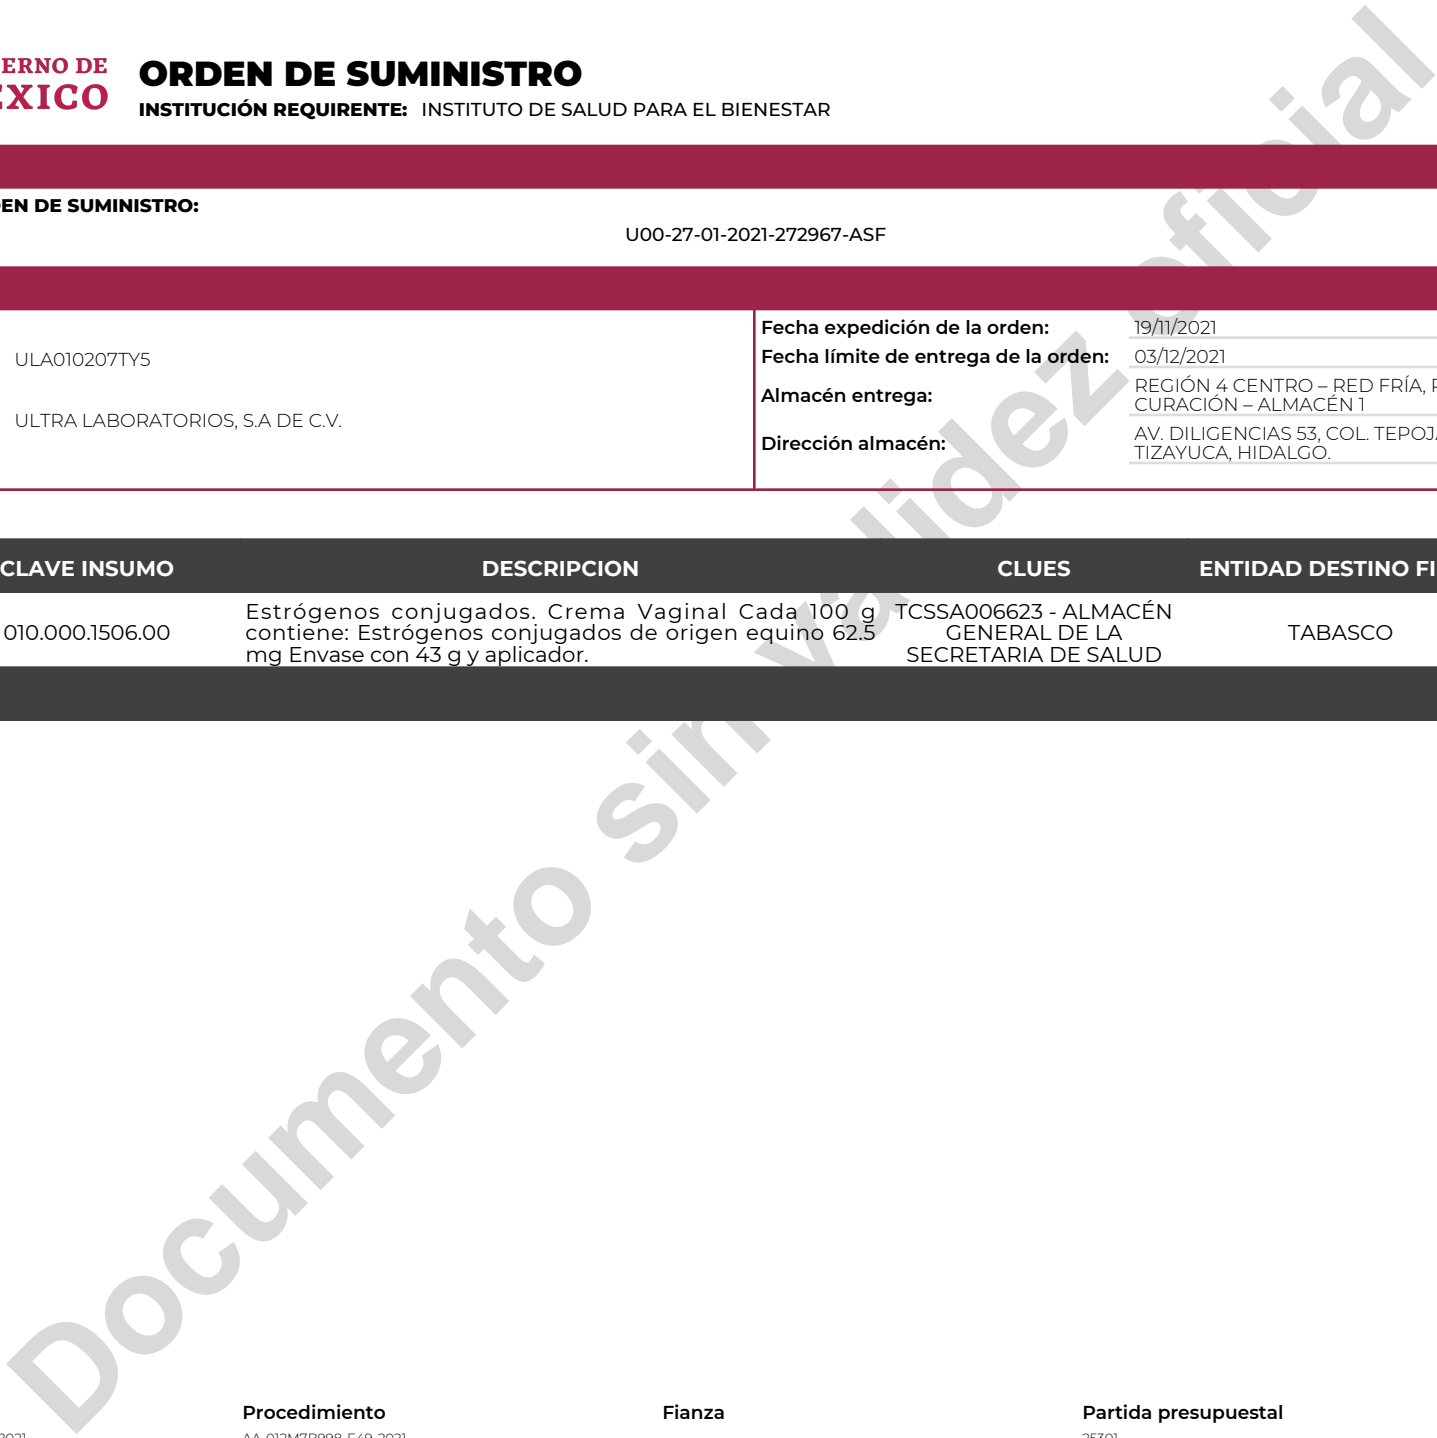 ERNO DE
EXICO
ORDEN DE SUMINISTRO
INSTITUCIÓN REQUIRENTE: INSTITUTO DE SALUD PARA EL BIENESTAR
EN DE SUMINISTRO:
U00-27-01-2021-272967-ASF
ULA010207TY5
ULTRA LABORATORIOS, S.A DE C.V.
Fecha expedición de la orden: 19/11/2021
Fecha límite de entrega de la orden: 03/12/2021
Almacén entrega: REGIÓN 4 CENTRO – RED FRÍA,
CURACIÓN – ALMACÉN 1
Dirección almacén: AV. DILIGENCIAS 53, COL. TEPOJ
TIZAYUCA, HIDALGO.
CLAVE INSUMO DESCRIPCION CLUES ENTIDAD DESTINO FI
010.000.1506.00
Estrógenos conjugados. Crema Vaginal Cada 100 g
contiene: Estrógenos conjugados de origen equino 62.5
mg Envase con 43 g y aplicador.
TCSSA006623 - ALMACÉN
GENERAL DE LA
SECRETARIA DE SALUD
TABASCO
Documento sin validez oficial
Procedimiento Fianza Partida presupuestal